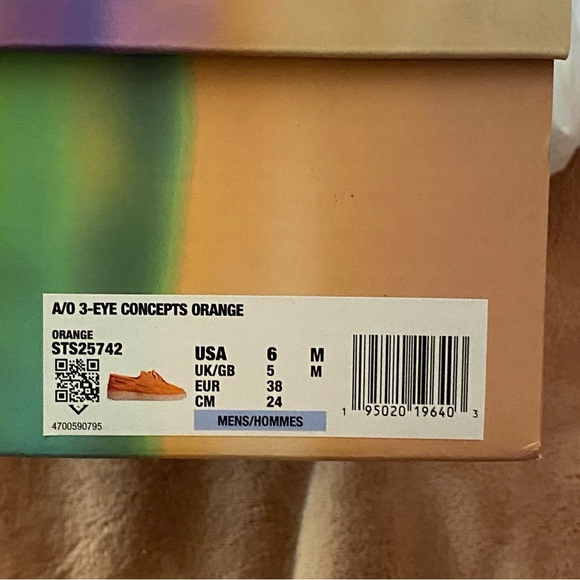 A/O 3-EYE CONCEPTS ORANGE
ORANGE
STS25742
USA 6 M
UK/GB 5 M
EUR 38
CM 24
MENS/HOMMES
4700590795
1 95020 19640 3